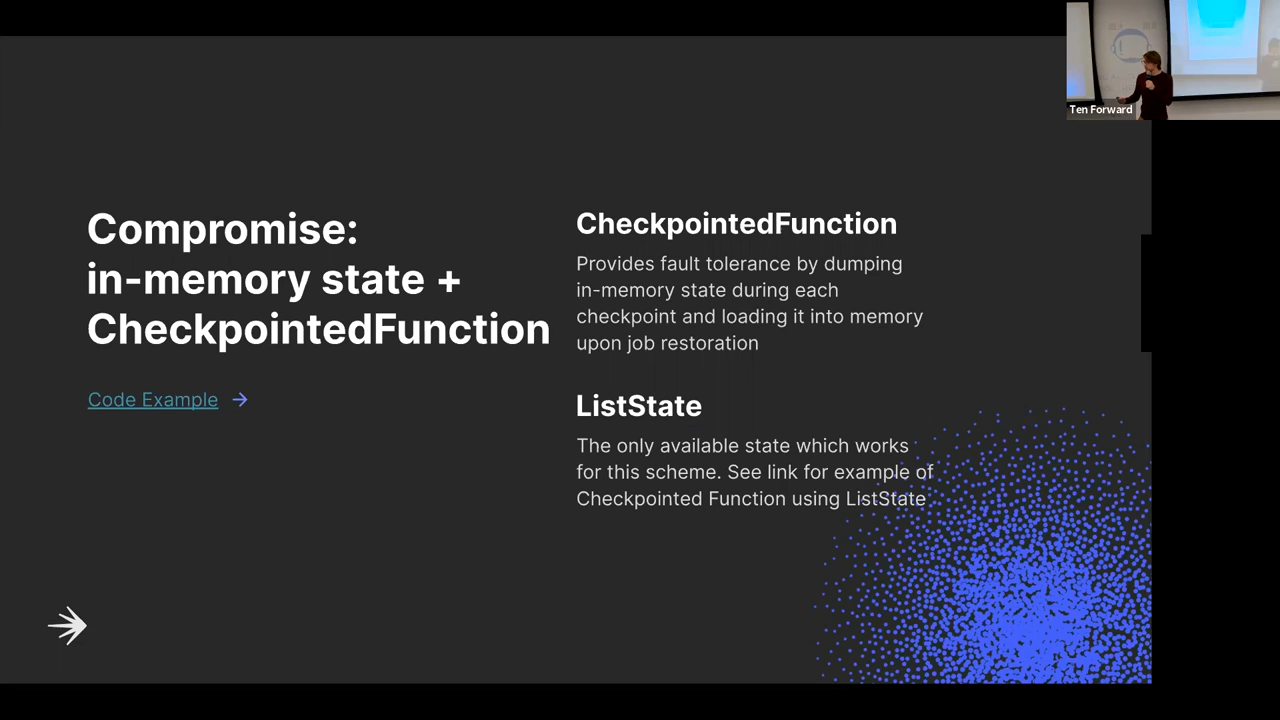 Ten Forward
Compromise:
in-memory state +
CheckpointedFunction
Code Example
CheckpointedFunction
Provides fault tolerance by dumping
in-memory state during each
checkpoint and loading it into memory
upon job restoration
ListState
The only available state which works
for this scheme. See link for example of
Checkpointed Function using ListState